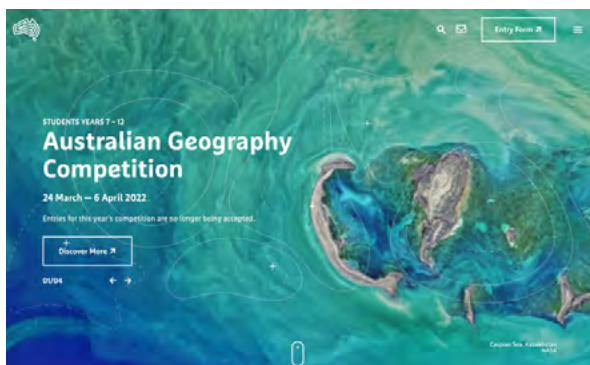 Entry Form
STUDENTS YEARS 7 – 12
Australian Geography
Competition
24 March — 6 April 2022
Entries for this year's competition are no longer being accepted.
Discover More
01/04
Caspian Sea, Kazakhstan
NASA